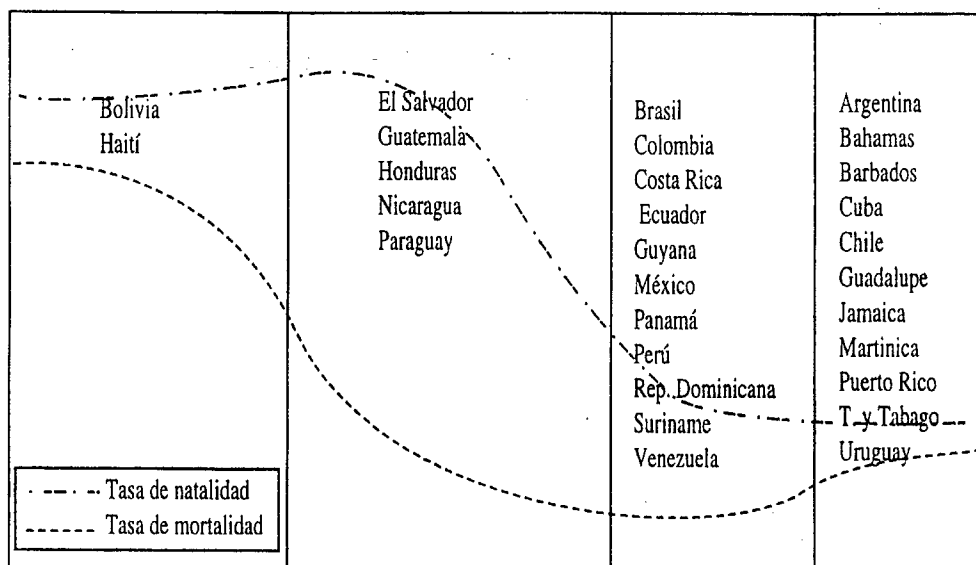 Bolivia
Haití
El Salvador
Guatemala
Honduras
Nicaragua
Paraguay
Brasil
Colombia
Costa Rica
Ecuador
Guyana
México
Panamá
Perú
Rep. Dominicana
Suriname
Venezuela
Argentina
Bahamas
Barbados
Cuba
Chile
Guadalupe
Jamaica
Martinica
Puerto Rico
T. y Tabago
Uruguay
Tasa de natalidad
Tasa de mortalidad